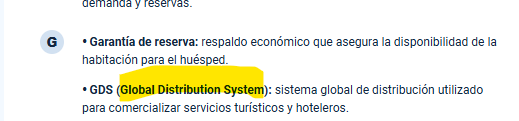 demanda y reservas.
G
• Garantía de reserva: respaldo económico que asegura la disponibilidad de la
habitación para el huésped.
• GDS (Global Distribution System): sistema global de distribución utilizado
para comercializar servicios turísticos y hoteleros.